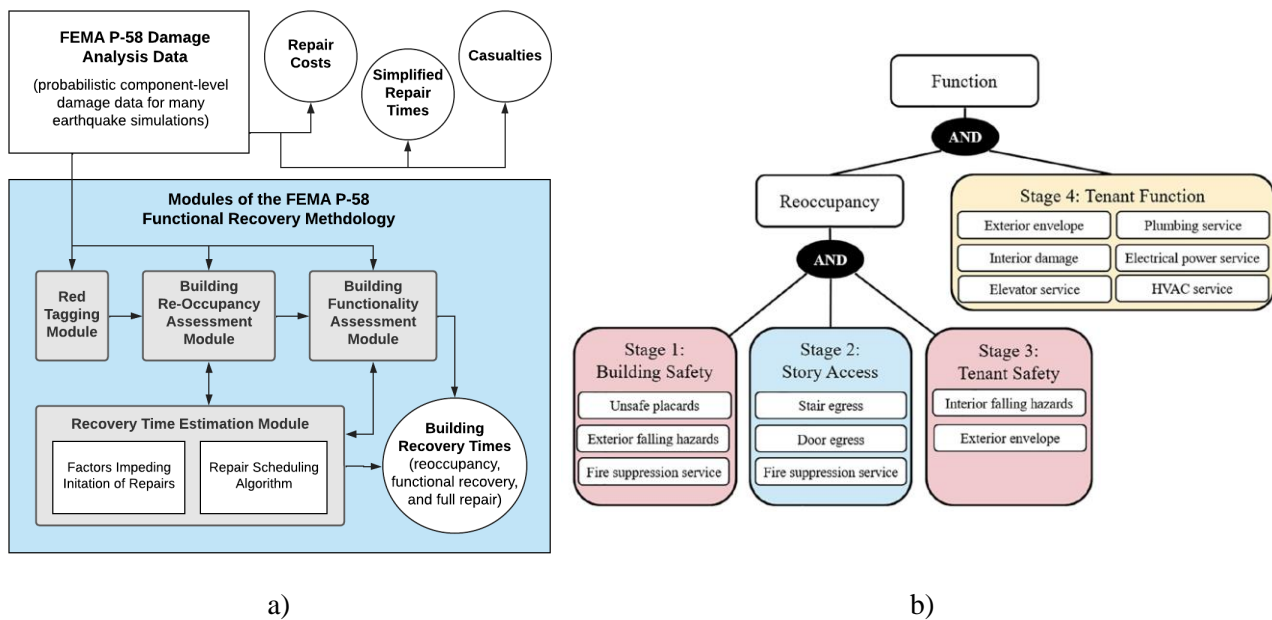 FEMA P-58 Damage
Analysis Data
(probabilistic component-level
damage data for many
earthquake simulations)
Repair
Costs
Simplified
Repair
Times
Casualties
Modules of the FEMA P-58
Functional Recovery Methdology
Red
Tagging
Module
Building
Re-Occupancy
Assessment
Module
Building
Functionality
Assessment
Module
Recovery Time Estimation Module
Factors Impeding
Initation of Repairs
Repair Scheduling
Algorithm
Building
Recovery Times
(reoccupancy,
functional recovery,
and full repair)
a)
Function
AND
Reoccupancy
AND
Stage 4: Tenant Function
Exterior envelope
Plumbing service
Interior damage
Electrical power service
Elevator service
HVAC service
Stage 1:
Building Safety
Unsafe placards
Exterior falling hazards
Fire suppression service
Stage 2:
Story Access
Stair egress
Door egress
Fire suppression service
Stage 3:
Tenant Safety
Interior falling hazards
Exterior envelope
b)